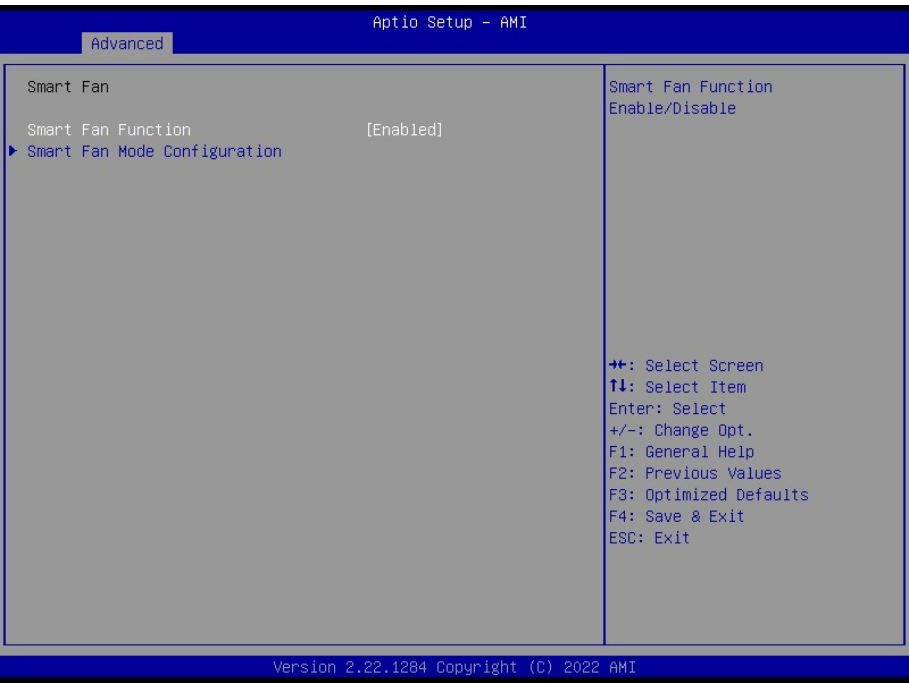 Aptio Setup - AMI
Advanced
Smart Fan
Smart Fan Function [Enabled]
Smart Fan Mode Configuration
Smart Fan Function
Enable/Disable
→←: Select Screen
↑↓: Select Item
Enter: Select
+/-: Change Opt.
F1: General Help
F2: Previous Values
F3: Optimized Defaults
F4: Save & Exit
ESC: Exit
Version 2.22.1284 Copyright (C) 2022 AMI